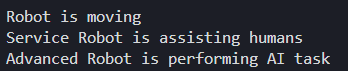 Robot is moving
Service Robot is assisting humans
Advanced Robot is performing AI task